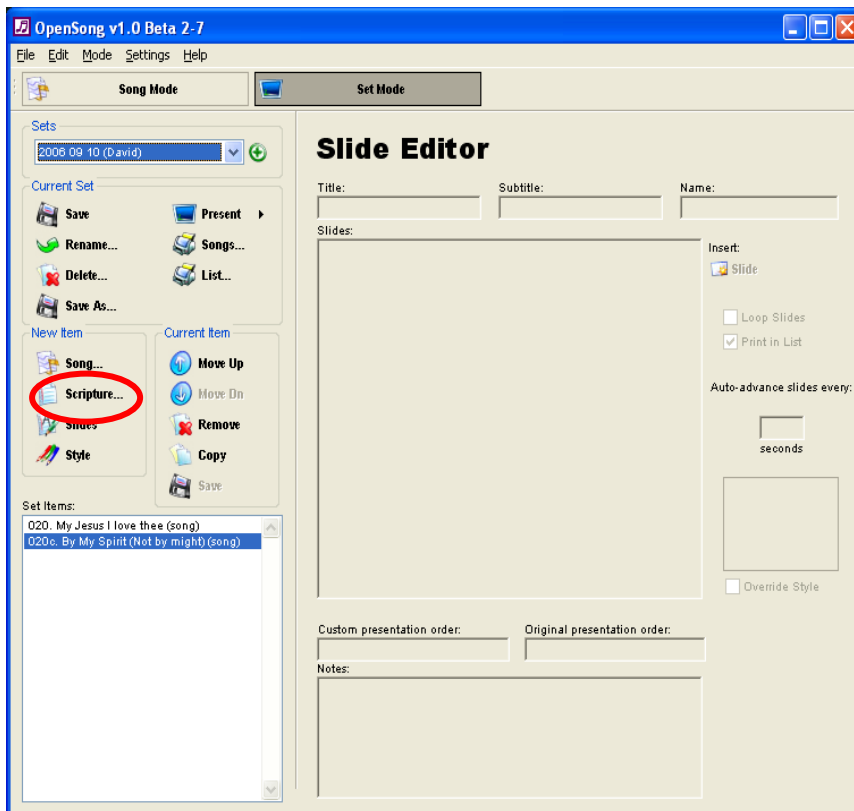 OpenSong v1.0 Beta 2-7
File Edit Mode Settings Help
Song Mode Set Mode
Sets
2006 09 10 (David)
Current Set
Save Present
Rename... Songs...
Delete... List...
Save As...
New Item Current Item
Song... Move Up
Scripture... Move Dn
Slides Remove
Style Copy
Save
Set Items:
020. My Jesus I love thee (song)
020c. By My Spirit (Not by might) (song)
Slide Editor
Title: Subtitle: Name:
Slides:
Insert:
Slide
Loop Slides
Print in List
Auto-advance slides every:
seconds
Override Style
Custom presentation order: Original presentation order:
Notes: